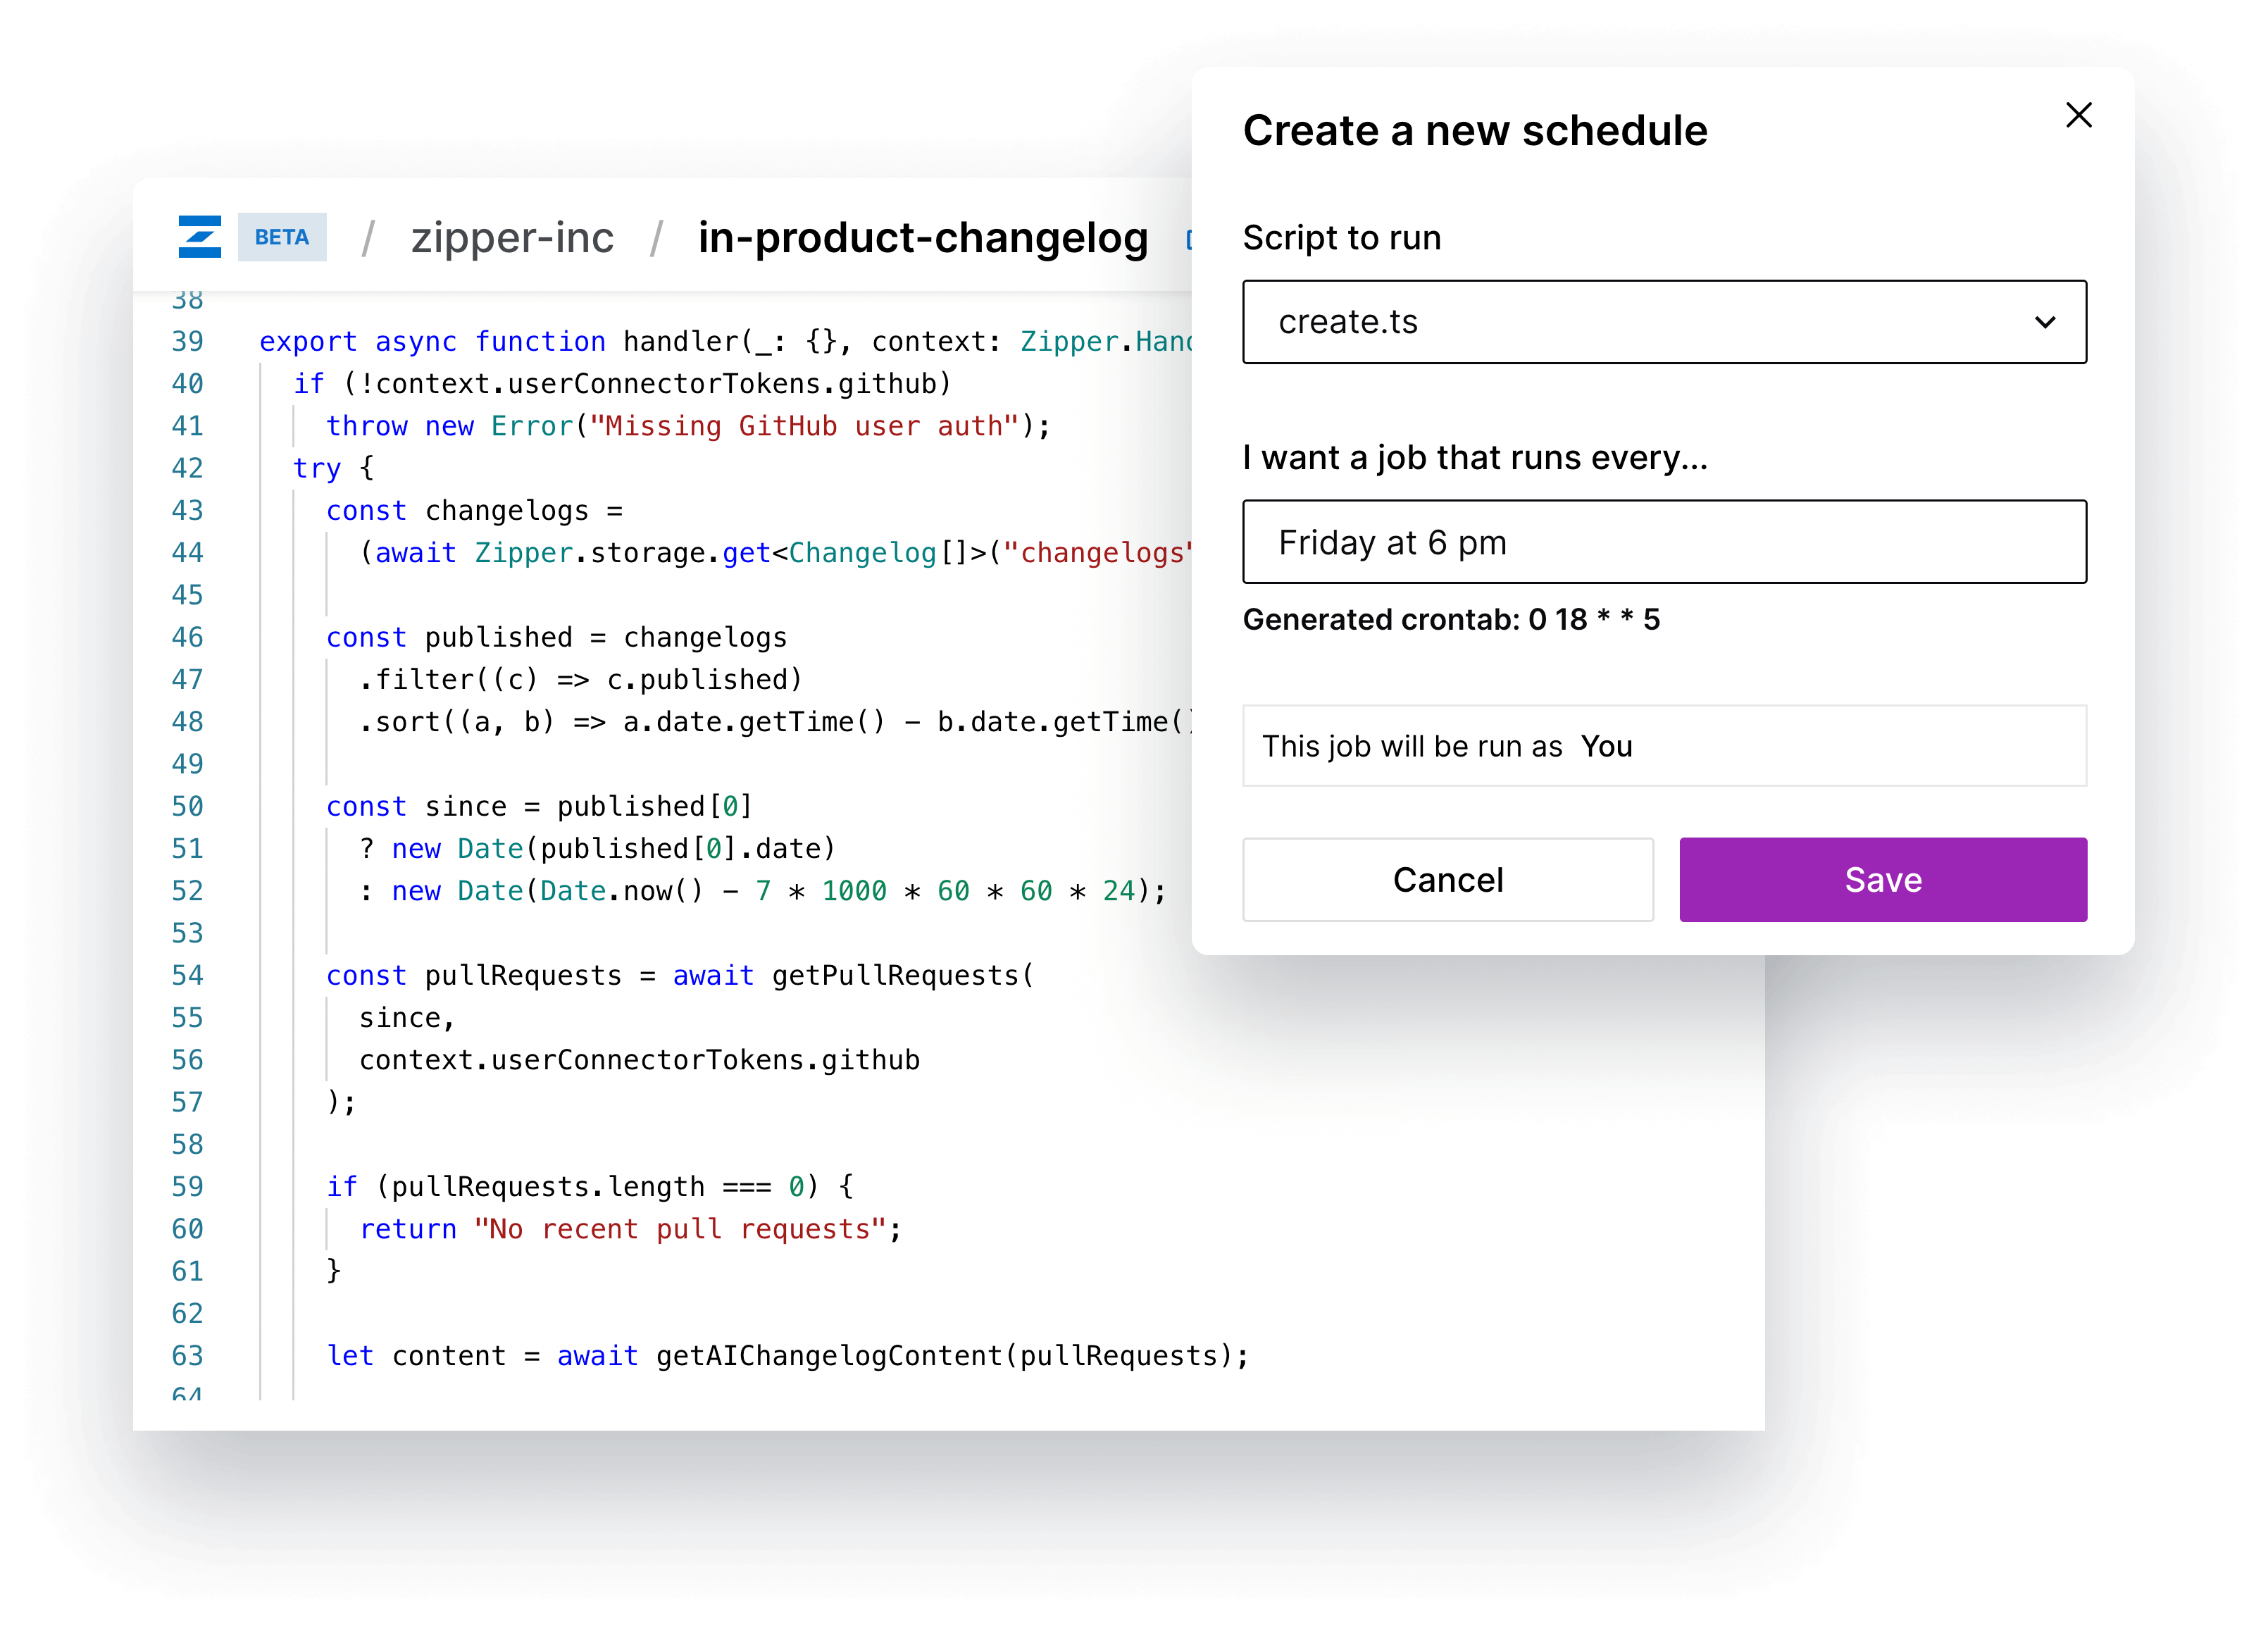 BETA / zipper-inc / in-product-changelog
38
39 export async function handler(_: {}, context: Zipper.Hand
40 if (!context.userConnectorTokens.github)
41 throw new Error("Missing GitHub user auth");
42 try {
43 const changelogs =
44 (await Zipper.storage.get<Changelog[]>("changelogs"
45
46 const published = changelogs
47 .filter((c) => c.published)
48 .sort((a, b) => a.date.getTime() - b.date.getTime()
49
50 const since = published[0]
51 ? new Date(published[0].date)
52 : new Date(Date.now() - 7 * 1000 * 60 * 60 * 24);
53
54 const pullRequests = await getPullRequests(
55 since,
56 context.userConnectorTokens.github
57 );
58
59 if (pullRequests.length === 0) {
60 return "No recent pull requests";
61 }
62
63 let content = await getAIChangelogContent(pullRequests);
64
Create a new schedule
Script to run
create.ts
I want a job that runs every...
Friday at 6 pm
Generated crontab: 0 18 * * 5
This job will be run as You
Cancel
Save